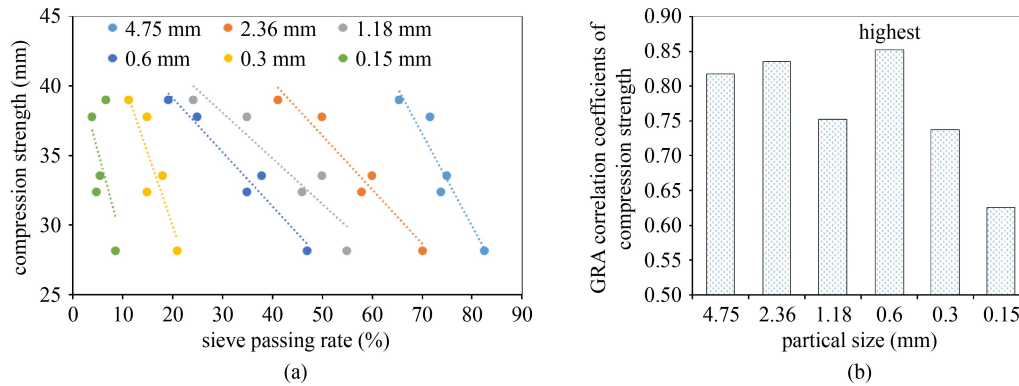 45
40
35
30
25
compression strength (mm)
4.75 mm 2.36 mm 1.18 mm
0.6 mm 0.3 mm 0.15 mm
0 10 20 30 40 50 60 70 80 90
sieve passing rate (%)
(a)
GRA correlation coefficients of
compression strength
0.90
0.85
0.80
0.75
0.70
0.65
0.60
0.55
0.50
highest
4.75 2.36 1.18 0.6 0.3 0.15
partical size (mm)
(b)